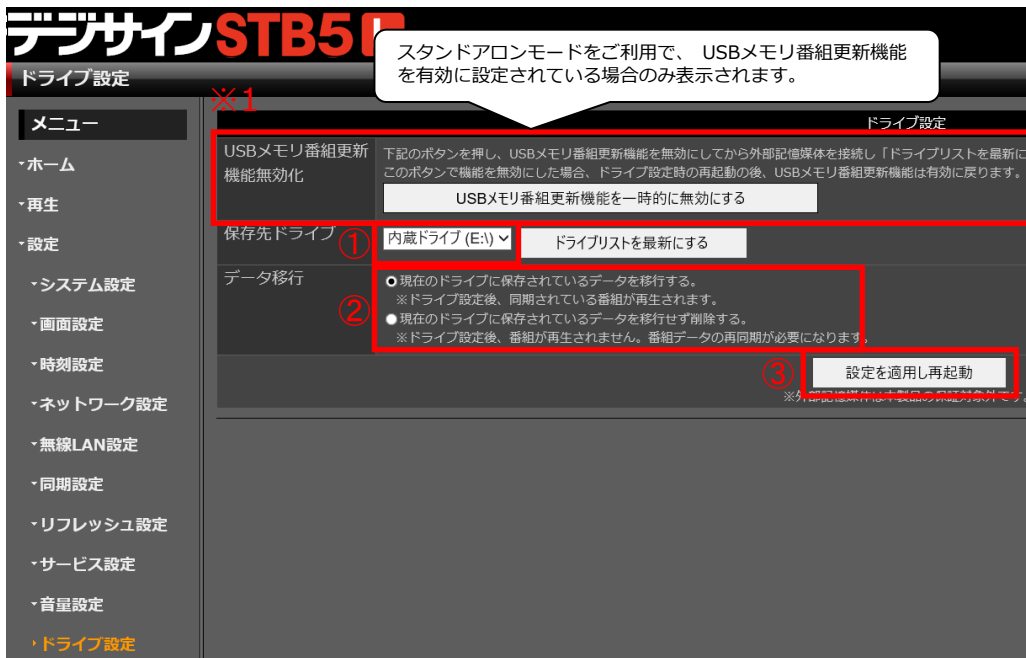 デジサインSTB5
スタンドアロンモードをご利用で、 USBメモリ番組更新機能
を有効に設定されている場合のみ表示されます。
ドライブ設定
※1
メニュー
ホーム
再生
設定
システム設定
画面設定
時刻設定
ネットワーク設定
無線LAN設定
同期設定
リフレッシュ設定
サービス設定
音量設定
ドライブ設定
ドライブ設定
USBメモリ番組更新
機能無効化
下記のボタンを押し、USBメモリ番組更新機能を無効にしてから外部記憶媒体を接続し「ドライブリストを最新に
このボタンで機能を無効にした場合、ドライブ設定時の再起動の後、USBメモリ番組更新機能は有効に戻ります。
USBメモリ番組更新機能を一時的に無効にする
保存先ドライブ
①
内蔵ドライブ (E:\)
ドライブリストを最新にする
データ移行
②
現在のドライブに保存されているデータを移行する。
※ドライブ設定後、同期されている番組が再生されます。
現在のドライブに保存されているデータを移行せず削除する。
※ドライブ設定後、番組が再生されません。番組データの再同期が必要になります。
③
設定を適用し再起動
※外部記憶媒体は本製品の保証対象外です。